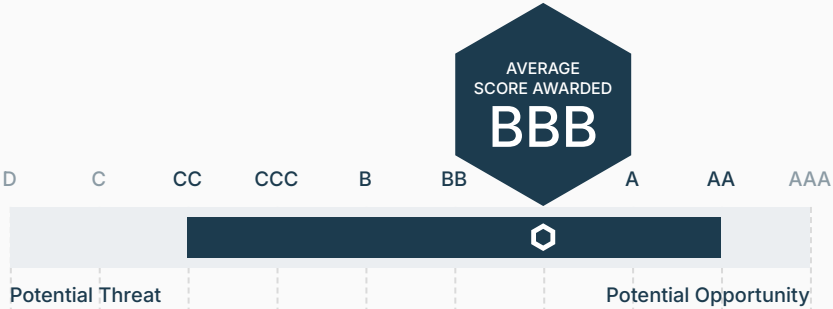 AVERAGE
SCORE AWARDED
BBB
D C CC CCC B BB A AA AAA
Potential Threat Potential Opportunity